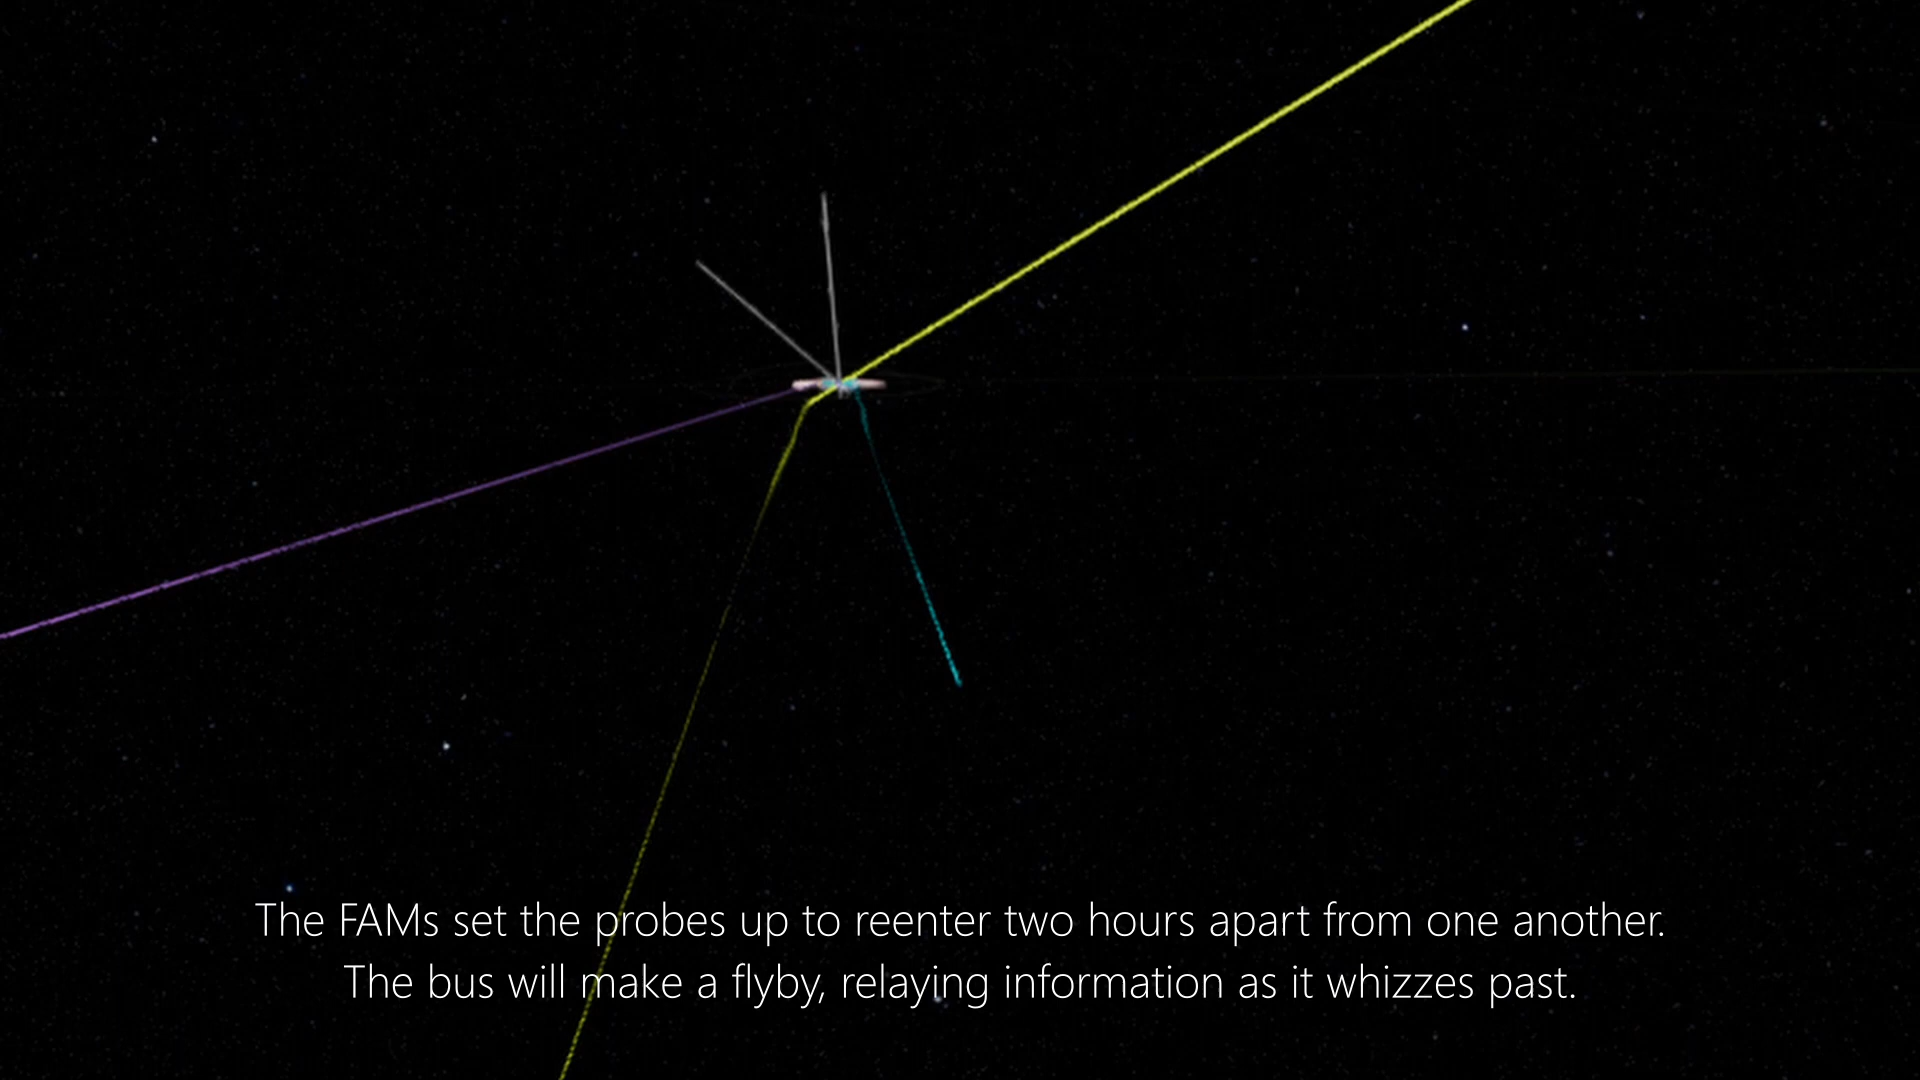 The FAMs set the probes up to reenter two hours apart from one another.
The bus will make a flyby, relaying information as it whizzes past.